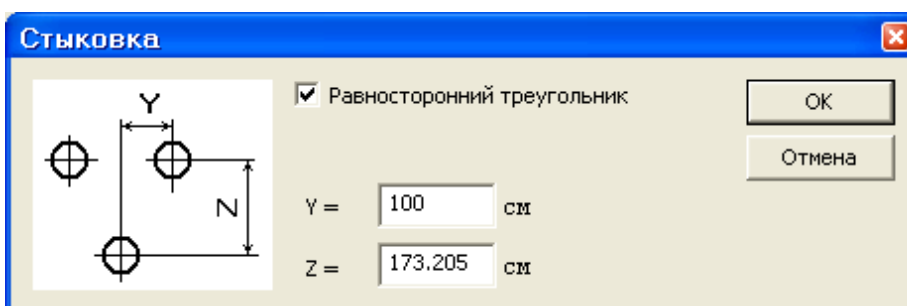 Стыковка
Y
Z
Равносторонний треугольник
Y =
100
см
Z =
173.205
см
OK
Отмена